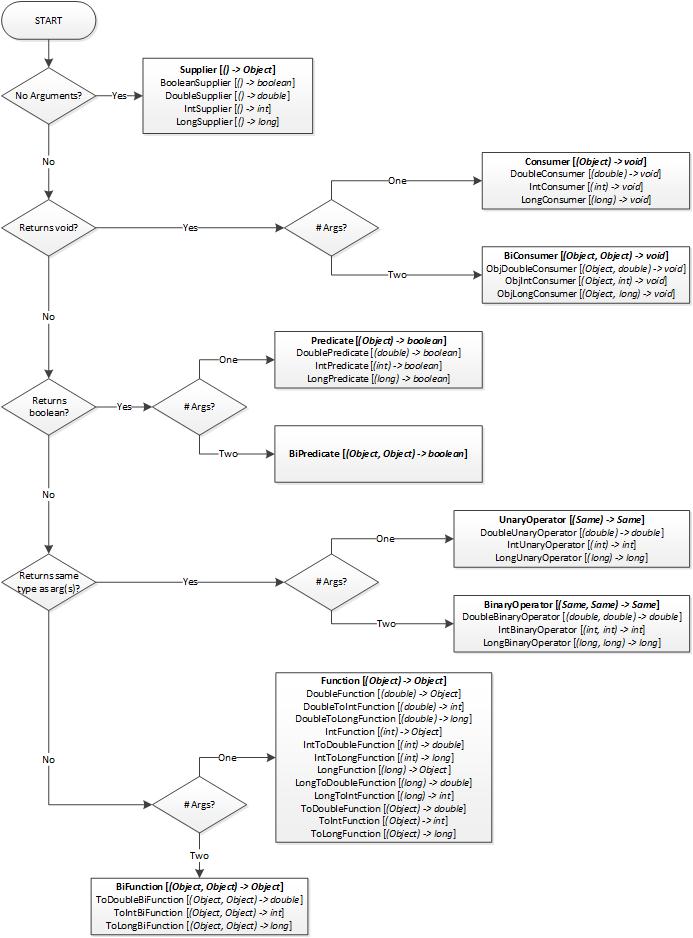 START
No Arguments?
Yes
Supplier [() -> Object]
BooleanSupplier [() -> boolean]
DoubleSupplier [() -> double]
IntSupplier [() -> int]
LongSupplier [() -> long]
No
Returns void?
Yes
# Args?
One
Consumer [(Object) -> void]
DoubleConsumer [(double) -> void]
IntConsumer [(int) -> void]
LongConsumer [(long) -> void]
Two
BiConsumer [(Object, Object) -> void]
ObjDoubleConsumer [(Object, double) -> void]
ObjIntConsumer [(Object, int) -> void]
ObjLongConsumer [(Object, long) -> void]
No
Returns
boolean?
Yes
# Args?
One
Predicate [(Object) -> boolean]
DoublePredicate [(double) -> boolean]
IntPredicate [(int) -> boolean]
LongPredicate [(long) -> boolean]
Two
BiPredicate [(Object, Object) -> boolean]
No
Returns same
type as arg(s)?
Yes
# Args?
One
UnaryOperator [(Same) -> Same]
DoubleUnaryOperator [(double) -> double]
IntUnaryOperator [(int) -> int]
LongUnaryOperator [(long) -> long]
Two
BinaryOperator [(Same, Same) -> Same]
DoubleBinaryOperator [(double, double) -> double]
IntBinaryOperator [(int, int) -> int]
LongBinaryOperator [(long, long) -> long]
No
# Args?
One
Function [(Object) -> Object]
DoubleFunction [(double) -> Object]
DoubleToIntFunction [(double) -> int]
DoubleToLongFunction [(double) -> long]
IntFunction [(int) -> Object]
IntToDoubleFunction [(int) -> double]
IntToLongFunction [(int) -> long]
LongFunction [(long) -> Object]
LongToDoubleFunction [(long) -> double]
LongToIntFunction [(long) -> int]
ToDoubleFunction [(Object) -> double]
ToIntFunction [(Object) -> int]
ToLongFunction [(Object) -> long]
Two
BiFunction [(Object, Object) -> Object]
ToDoubleBiFunction [(Object, Object) -> double]
ToIntBiFunction [(Object, Object) -> int]
ToLongBiFunction [(Object, Object) -> long]